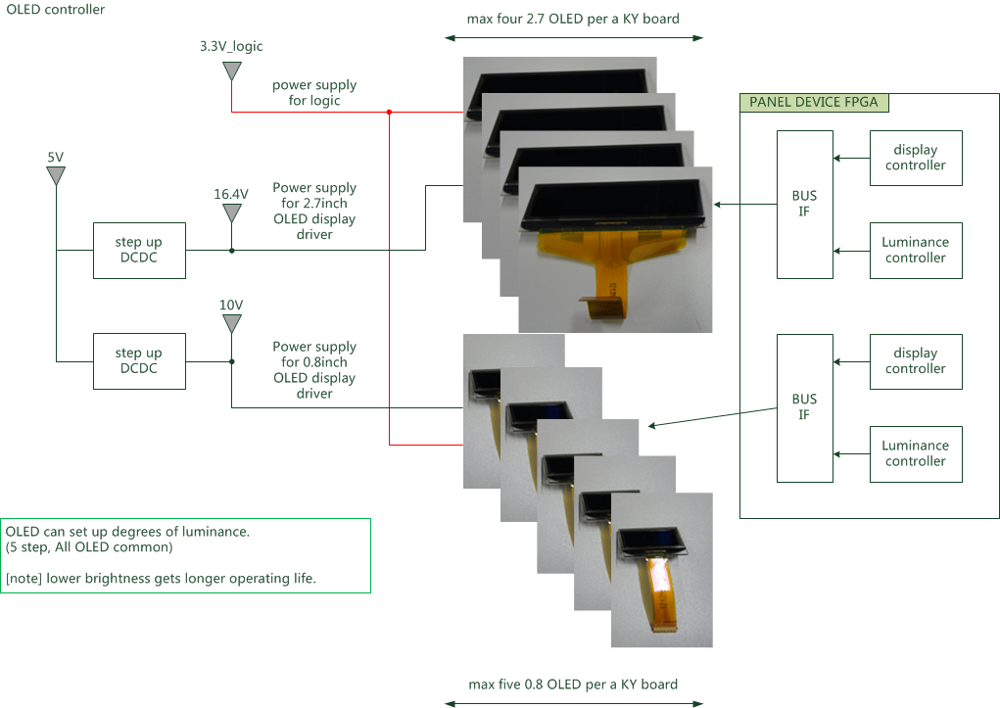 OLED controller
max four 2.7 OLED per a KY board
3.3V_logic
power supply
for logic
PANEL DEVICE FPGA
5V
16.4V
Power supply
for 2.7inch
OLED display
driver
step up
DCDC
BUS
IF
display
controller
Luminance
controller
10V
step up
DCDC
Power supply
for 0.8inch
OLED display
driver
BUS
IF
display
controller
Luminance
controller
OLED can set up degrees of luminance.
(5 step, All OLED common)
[note] lower brightness gets longer operating life.
max five 0.8 OLED per a KY board